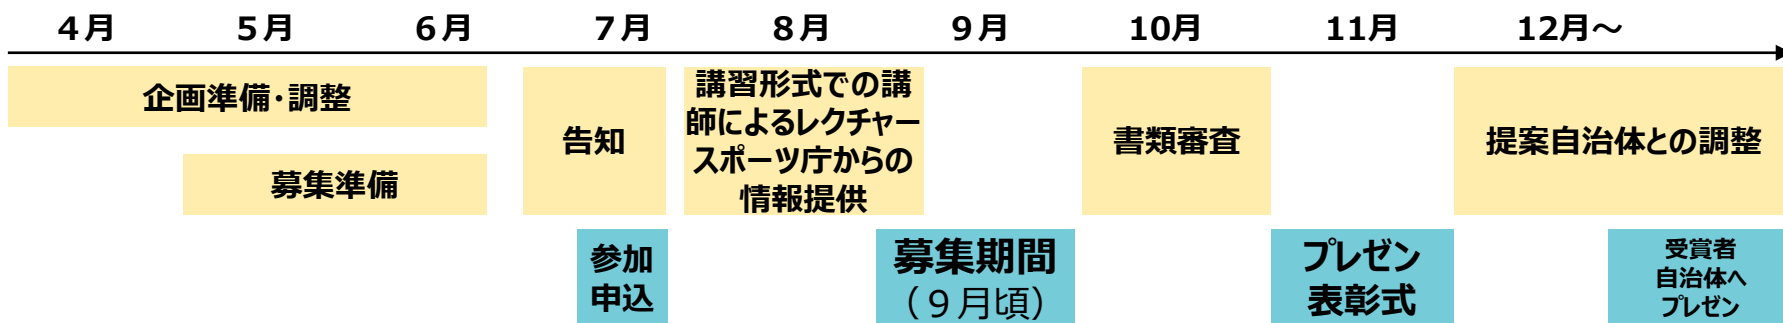 4月 5月 6月 7月 8月 9月 10月 11月 12月～
企画準備・調整
募集準備
告知
講習形式での講
師によるレクチャー
スポーツ庁からの
情報提供
書類審査
提案自治体との調整
参加
申込
募集期間
（９月頃）
プレゼン
表彰式
受賞者
自治体へ
プレゼン